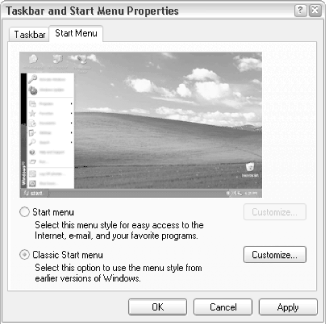 Taskbar and Start Menu Properties
Taskbar
Start Menu
start
Start menu
Customize...
Select this menu style for easy access to the
Internet, e-mail, and your favorite programs.
Classic Start menu
Customize...
Select this option to use the menu style from
earlier versions of Windows.
OK
Cancel
Apply